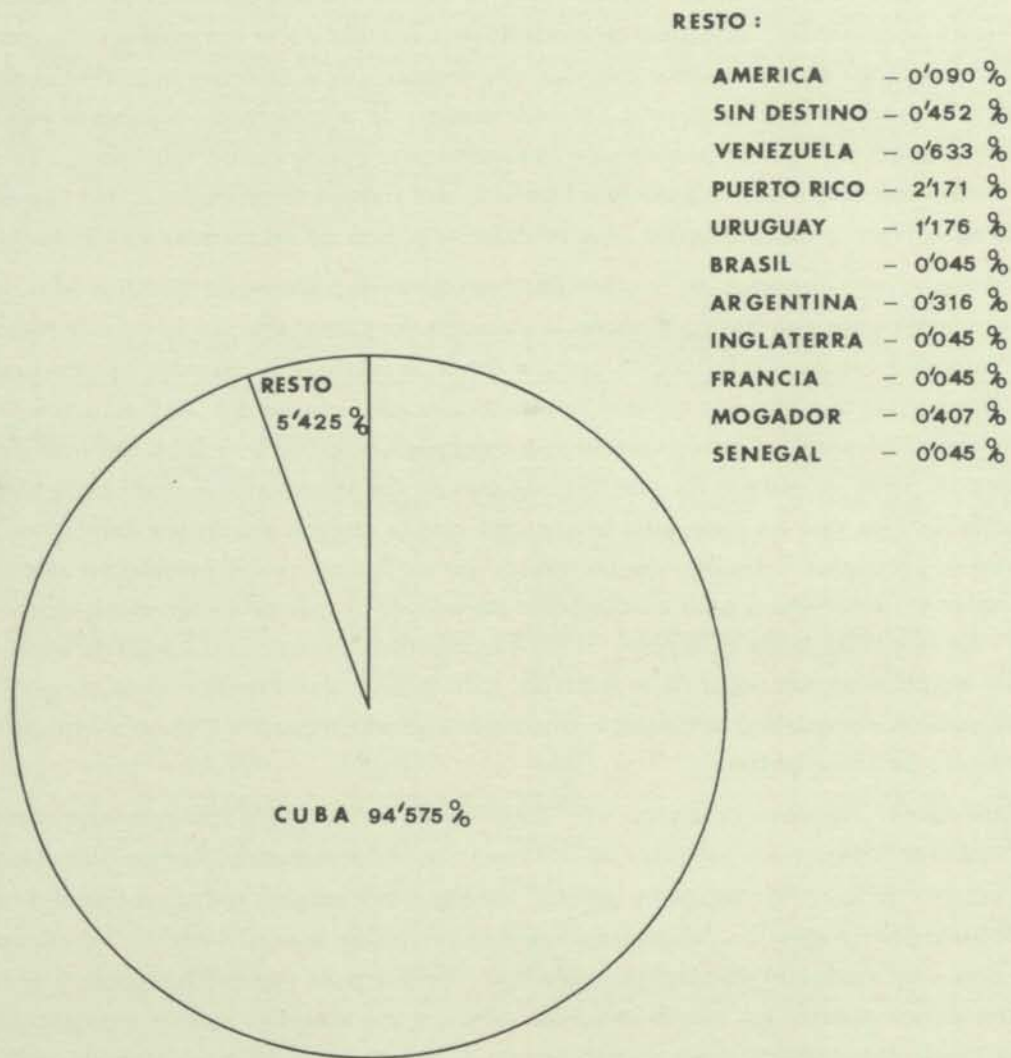 RESTO :
AMERICA – 0'090 %
SIN DESTINO – 0'452 %
VENEZUELA – 0'633 %
PUERTO RICO – 2'171 %
URUGUAY – 1'176 %
BRASIL – 0'045 %
ARGENTINA – 0'316 %
INGLATERRA – 0'045 %
FRANCIA – 0'045 %
MOGADOR – 0'407 %
SENEGAL – 0'045 %
RESTO
5'425 %
CUBA 94'575 %